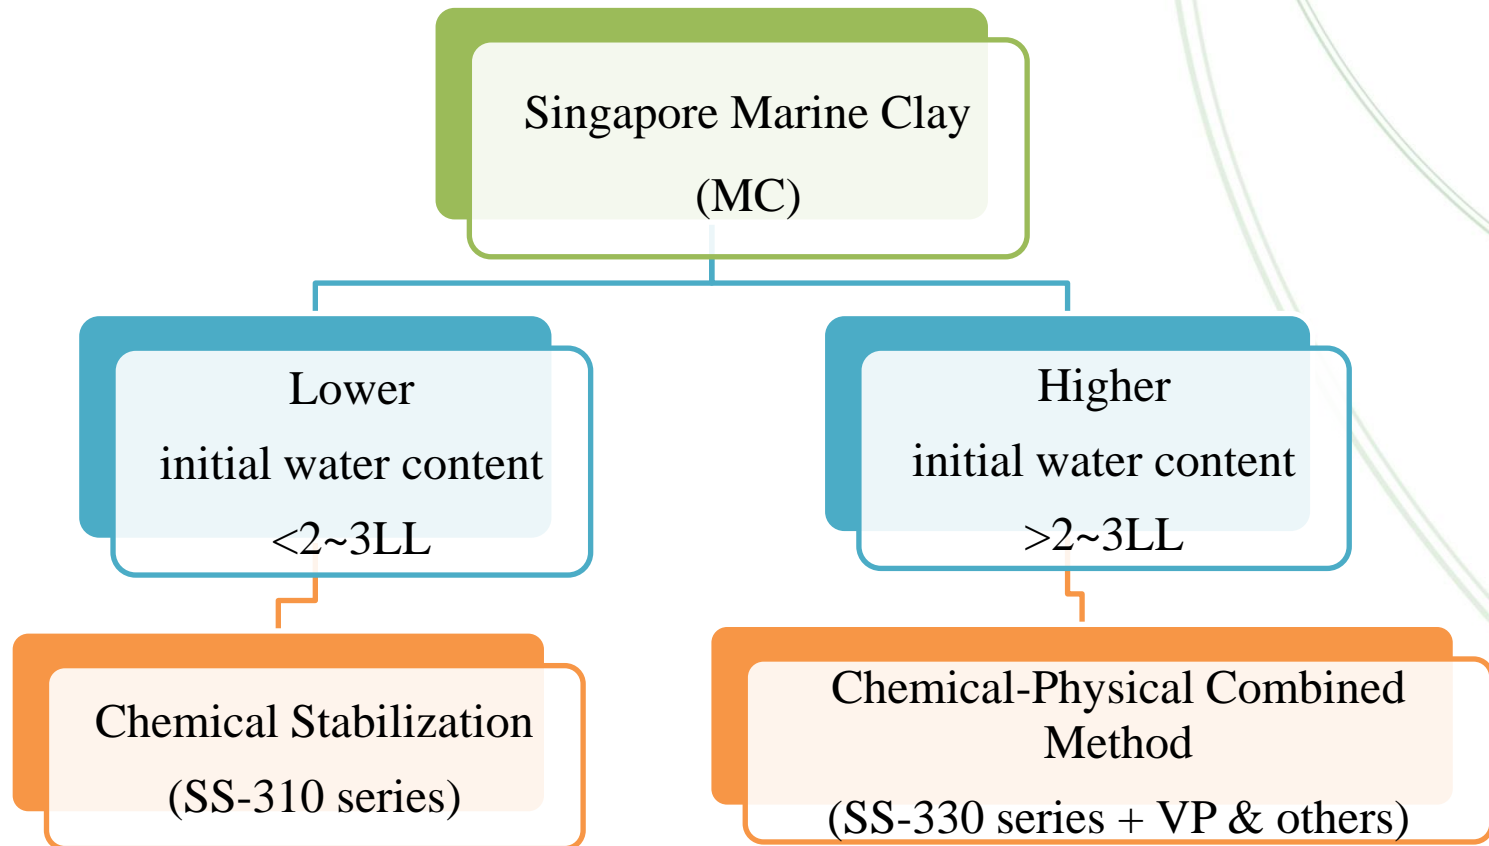 Singapore Marine Clay
(MC)
Lower
initial water content
<2~3LL
Higher
initial water content
>2~3LL
Chemical Stabilization
(SS-310 series)
Chemical-Physical Combined
Method
(SS-330 series + VP & others)